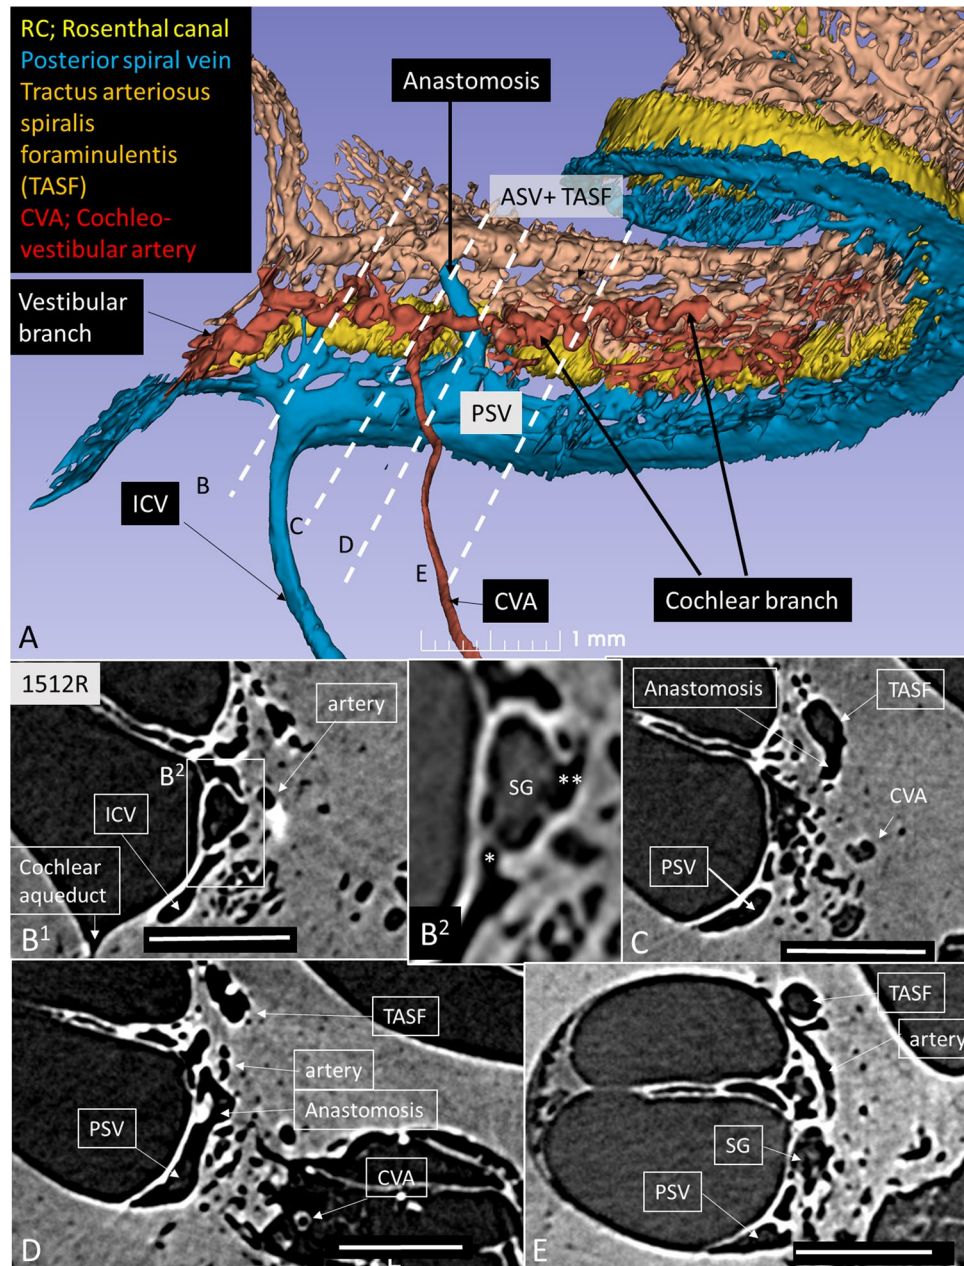 RC; Rosenthal canal
Posterior spiral vein
Tractus arteriosus
spiralis
foraminulentis
(TASF)
CVA; Cochleo-
vestibular artery
Anastomosis
ASV+ TASF
Vestibular
branch
PSV
B
ICV
C
D
E
CVA
Cochlear branch
A
1 mm
1512R
artery
B²
ICV
Cochlear
aqueduct
B¹
SG
**
*
B²
Anastomosis
TASF
CVA
PSV
C
TASF
artery
Anastomosis
PSV
CVA
D
TASF
artery
SG
PSV
E